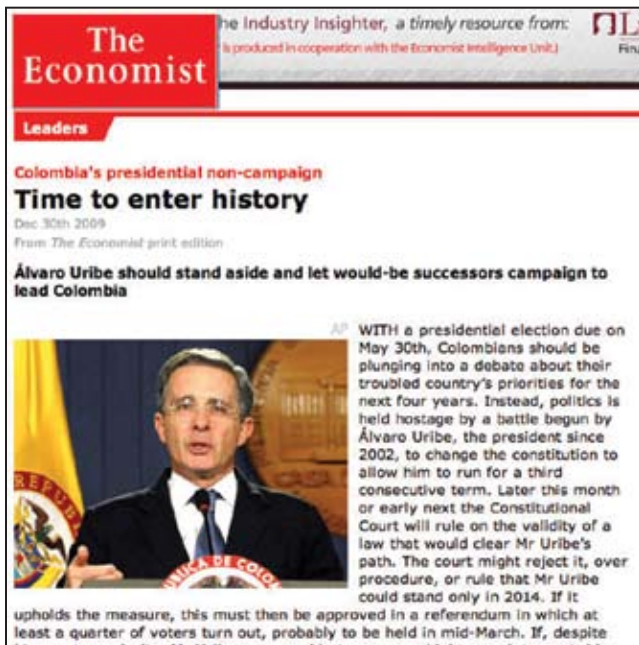 The
Economist
he Industry Insighter, a timely resource from:
is produced in cooperation with the Economist Intelligence Unit.)
Leaders
Colombia's presidential non-campaign
Time to enter history
Dec 30th 2009
From The Economist print edition
Álvaro Uribe should stand aside and let would-be successors campaign to
lead Colombia
AP
WITH a presidential election due on
May 30th, Colombians should be
plunging into a debate about their
troubled country's priorities for the
next four years. Instead, politics is
held hostage by a battle begun by
Álvaro Uribe, the president since
2002, to change the constitution to
allow him to run for a third
consecutive term. Later this month
or early next the Constitutional
Court will rule on the validity of a
law that would clear Mr Uribe's
path. The court might reject it, over
procedure, or rule that Mr Uribe
could stand only in 2014. If it
upholds the measure, this must then be approved in a referendum in which at
least a quarter of voters turn out, probably to be held in mid-March. If, despite